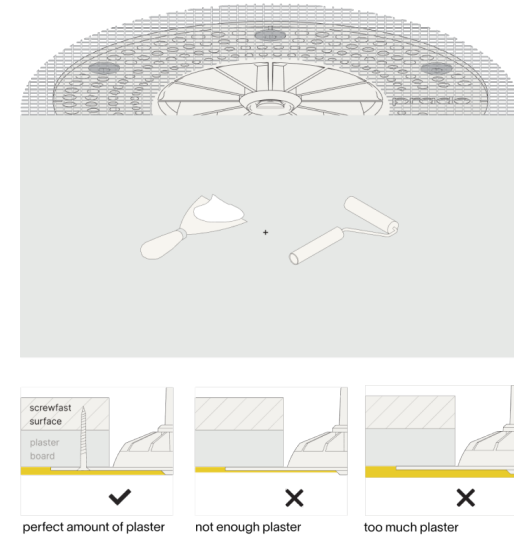 +
screwfast
surface
plaster
board
perfect amount of plaster
not enough plaster
too much plaster